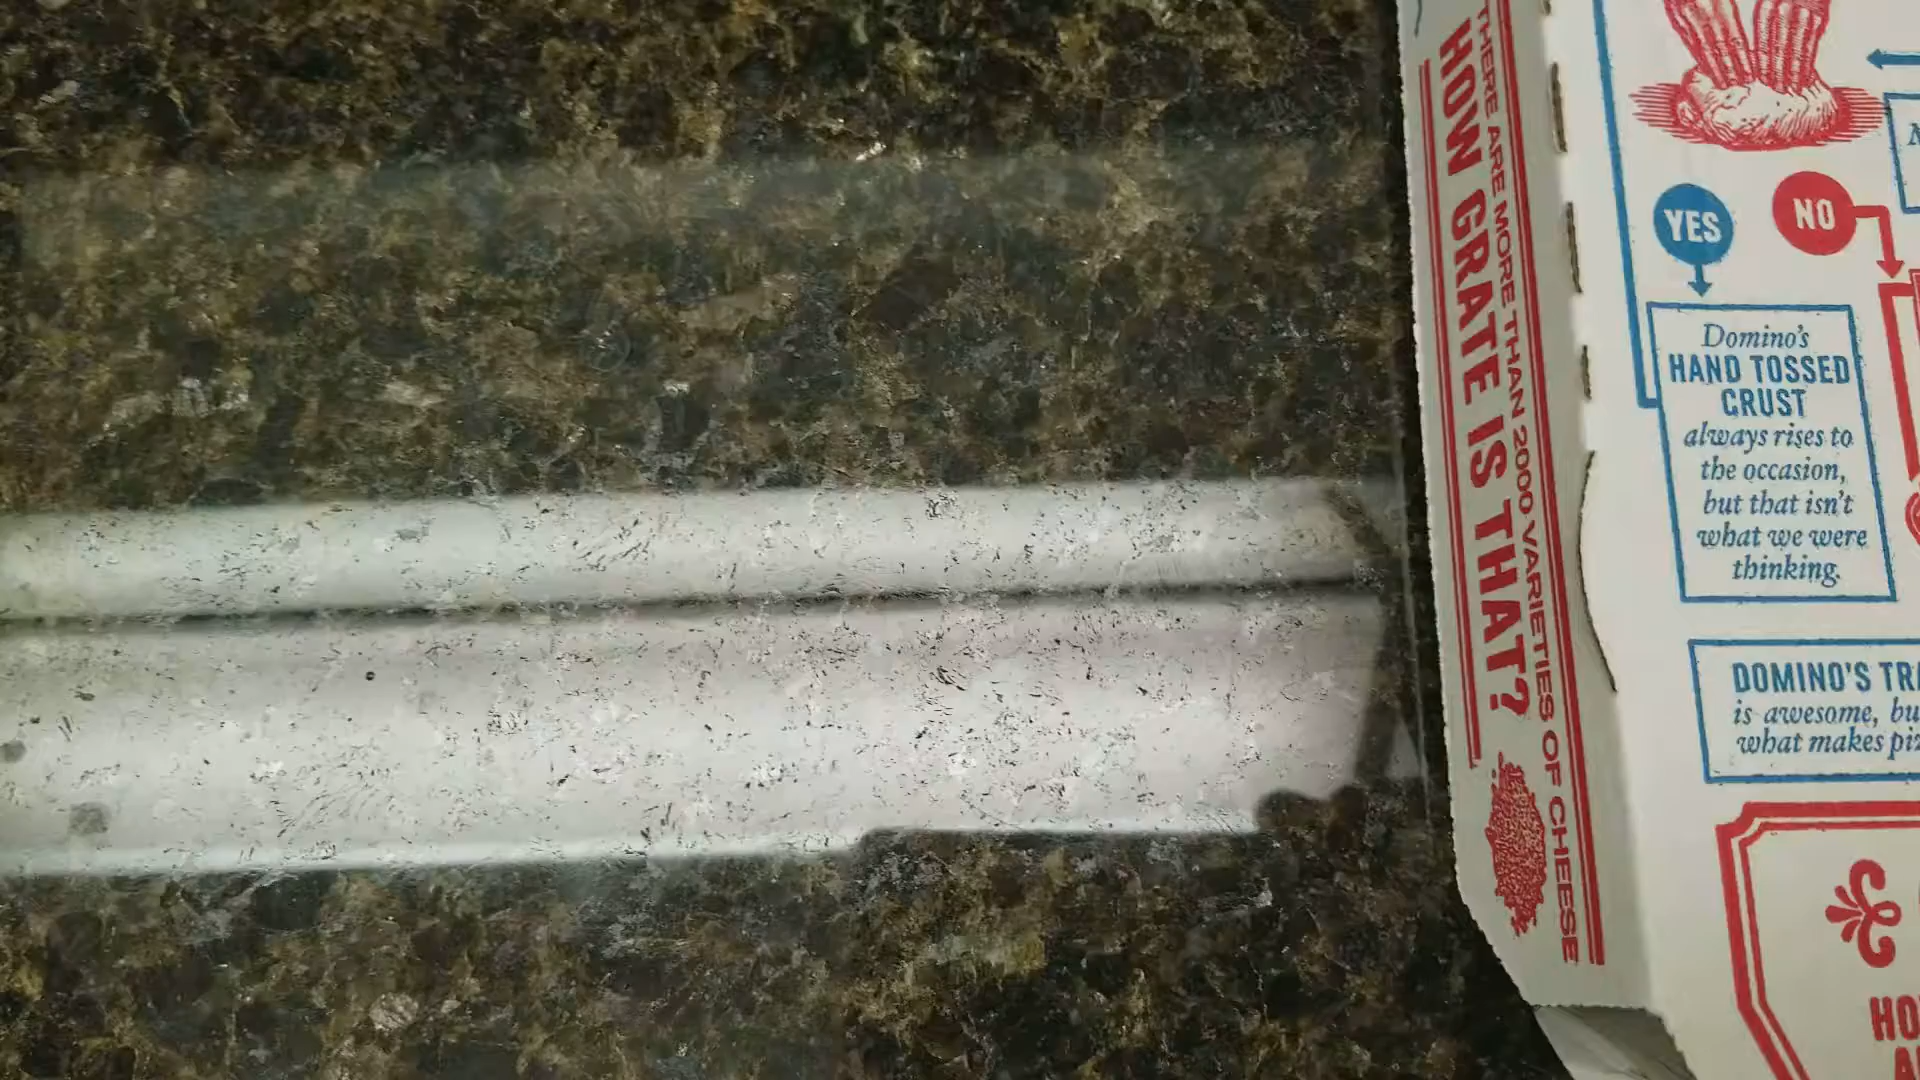 THERE ARE MORE THAN 2000 VARIETIES OF CHEESE
HOW GRATE IS THAT?
YES
NO
Domino's
HAND TOSSED
CRUST
always rises to
the occasion,
but that isn't
what we were
thinking.
DOMINO'S
is awesome,
what makes